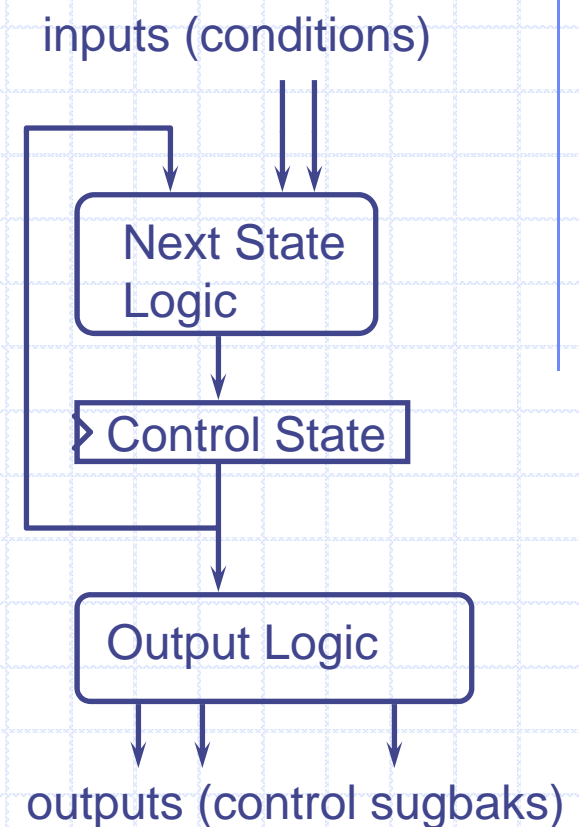 inputs (conditions)
Next State
Logic
Control State
Output Logic
outputs (control sugbaks)